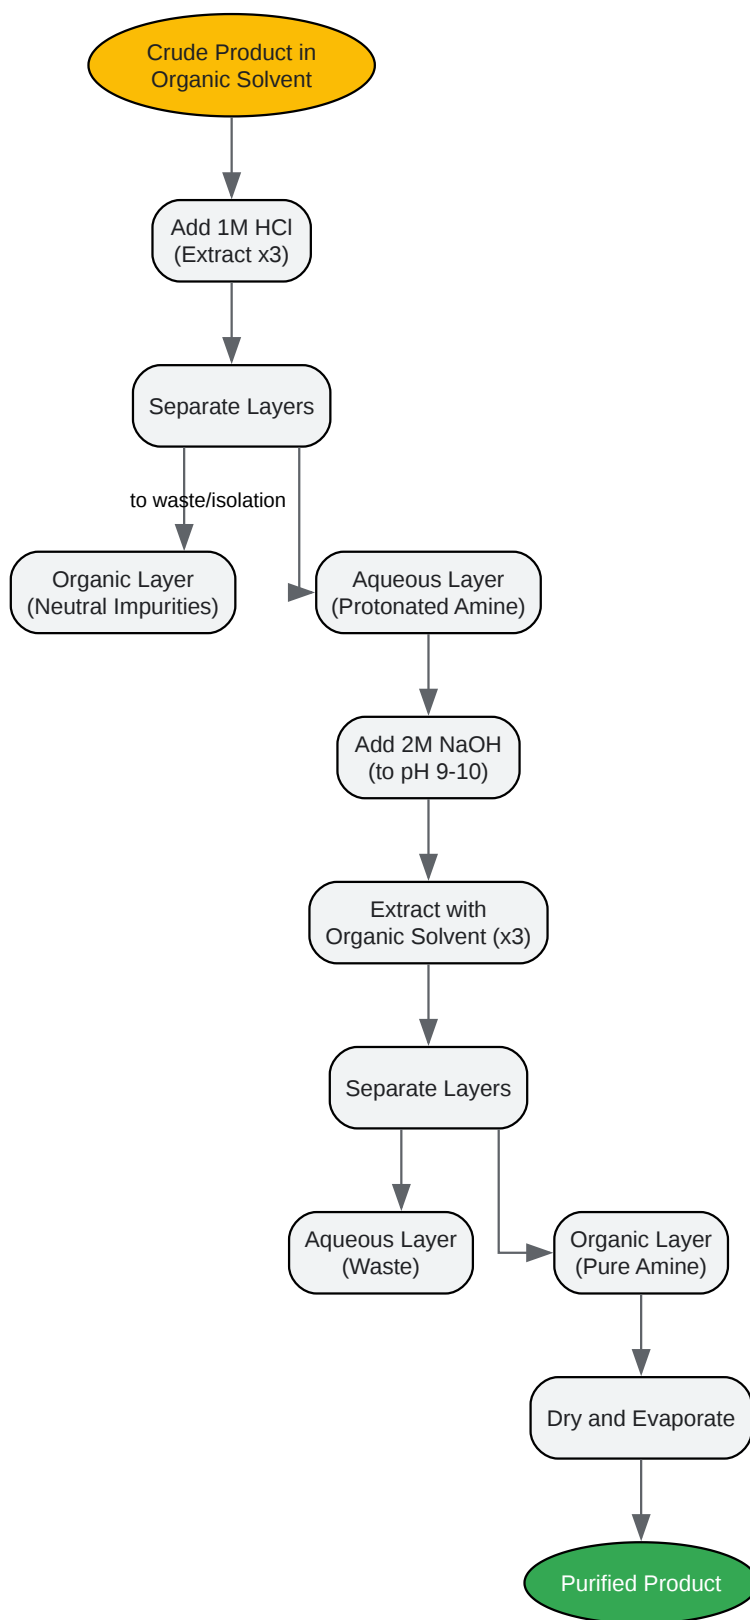 Crude Product in
Organic Solvent
Add 1M HCl
(Extract x3)
Separate Layers
to waste/isolation
Organic Layer
(Neutral Impurities)
Aqueous Layer
(Protonated Amine)
Add 2M NaOH
(to pH 9-10)
Extract with
Organic Solvent (x3)
Separate Layers
Aqueous Layer
(Waste)
Organic Layer
(Pure Amine)
Dry and Evaporate
Purified Product